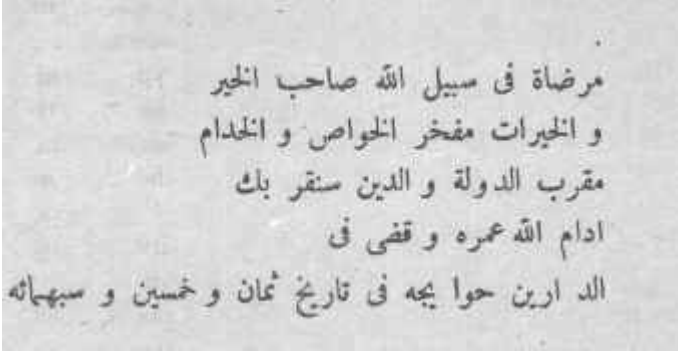 مرضاة فى سبيل الله صاحب الخير
و الخيرات مفخر الخواص و الخدام
مقرب الدولة و الدين سنقر بك
ادام الله عمره و قضى فى
الد ارين حوا يجه فى تاريخ ثمان و خمسين و سبهمائه